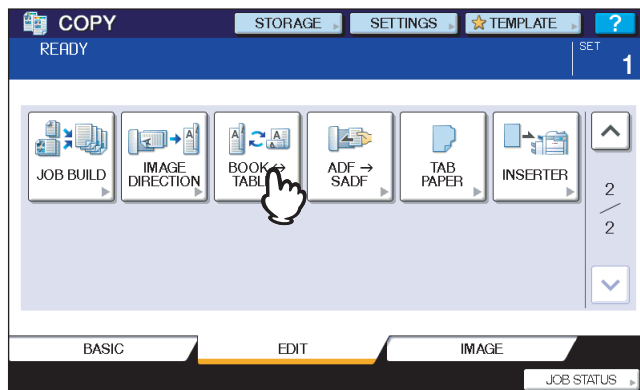 COPY
STORAGE
SETTINGS
TEMPLATE
?
READY
SET
1
JOB BUILD
IMAGE
DIRECTION
BOOK ↔
ADF →
SADF
TAB
PAPER
INSERTER
2
2
BASIC
EDIT
IMAGE
JOB STATUS